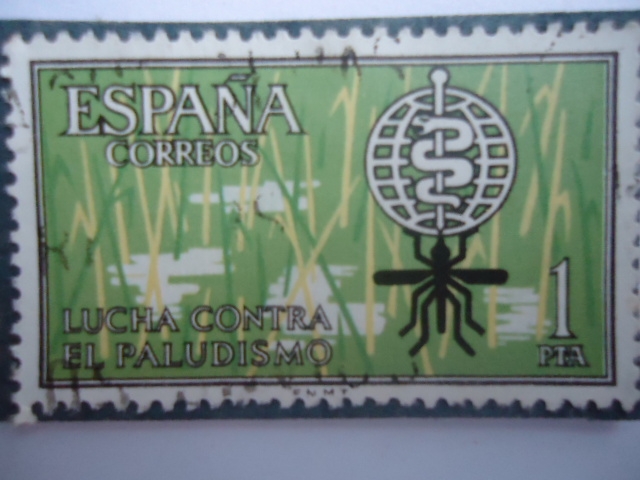 ESPAÑA
CORREOS
LUCHA CONTRA
EL PALUDISMO
1
PTA
F.N.M.T.